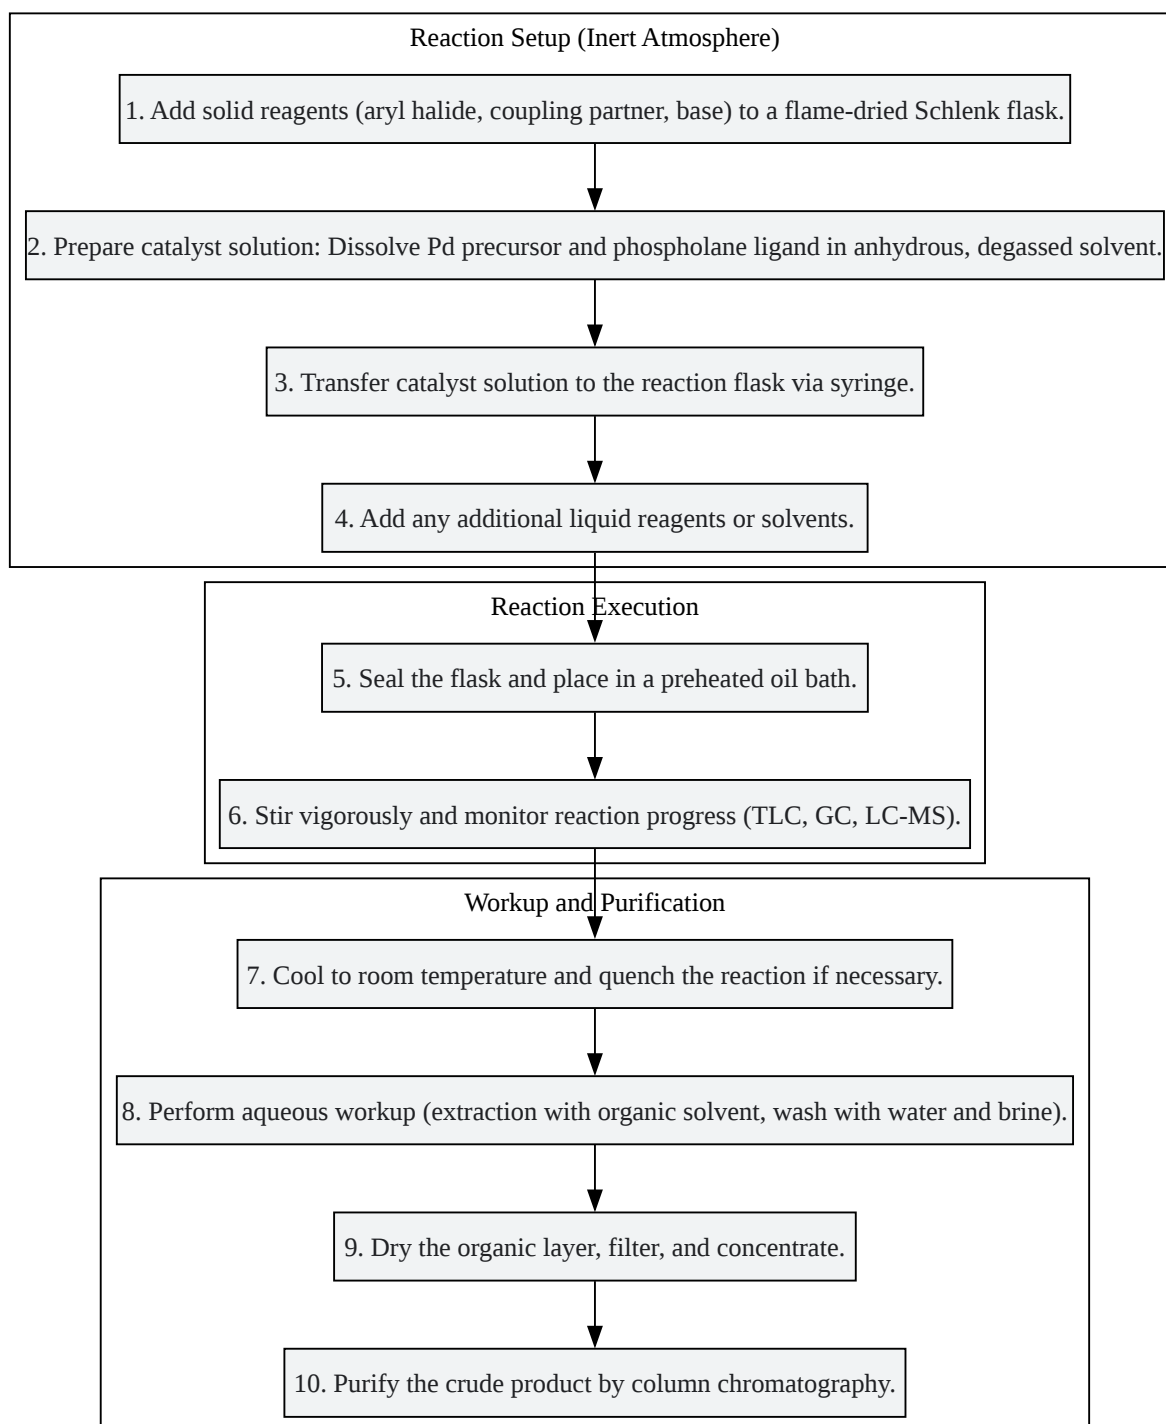 Reaction Setup (Inert Atmosphere)
1. Add solid reagents (aryl halide, coupling partner, base) to a flame-dried Schlenk flask.
2. Prepare catalyst solution: Dissolve Pd precursor and phospholane ligand in anhydrous, degassed solvent.
3. Transfer catalyst solution to the reaction flask via syringe.
4. Add any additional liquid reagents or solvents.
Reaction Execution
5. Seal the flask and place in a preheated oil bath.
6. Stir vigorously and monitor reaction progress (TLC, GC, LC-MS).
Workup and Purification
7. Cool to room temperature and quench the reaction if necessary.
8. Perform aqueous workup (extraction with organic solvent, wash with water and brine).
9. Dry the organic layer, filter, and concentrate.
10. Purify the crude product by column chromatography.